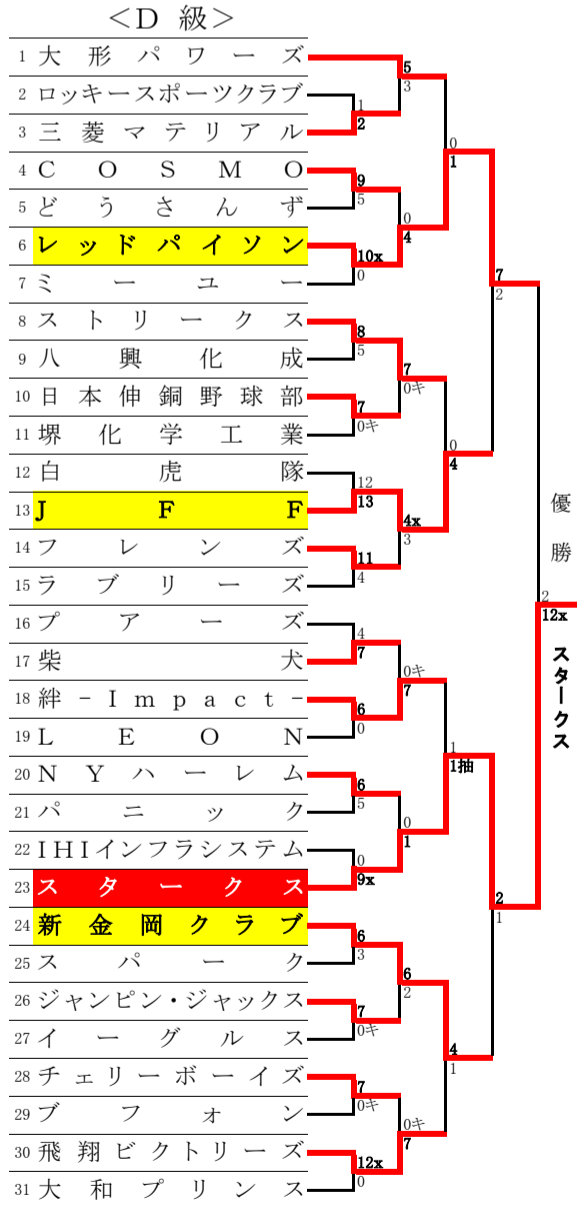 ＜D 級＞
1 大形パワーズ
2 ロッキースポーツクラブ
3 三菱マテリアル
4 COSMO
5 どうさんず
6 レッドパイソン
7 ミーユー
8 ストリークス
9 八興化成
10 日本伸銅野球部
11 堺化学工業
12 白虎隊
13 JFF
14 フレンズ
15 ラブリーズ
16 プアーズ
17 柴犬
18 絆-Impact-
19 LEON
20 NYハーレム
21 パニック
22 IHIインフラシステム
23 スタークス
24 新金岡クラブ
25 スパーク
26 ジャンピン・ジャックス
27 イーグルス
28 チェリーボーイズ
29 ブフォン
30 飛翔ビクトリーズ
31 大和プリンス
1
2
9
5
10x
0
8
5
7
0キ
12
13
11
4
4
7
6
0
6
5
0
9x
6
3
7
0キ
7
0キ
12x
0
5
3
0
4
7
0キ
4x
3
0キ
7
0
1
6
2
0キ
7
0
1
0
4
1
1抽
4
1
7
2
2
1
2
12x
優勝
スタークス